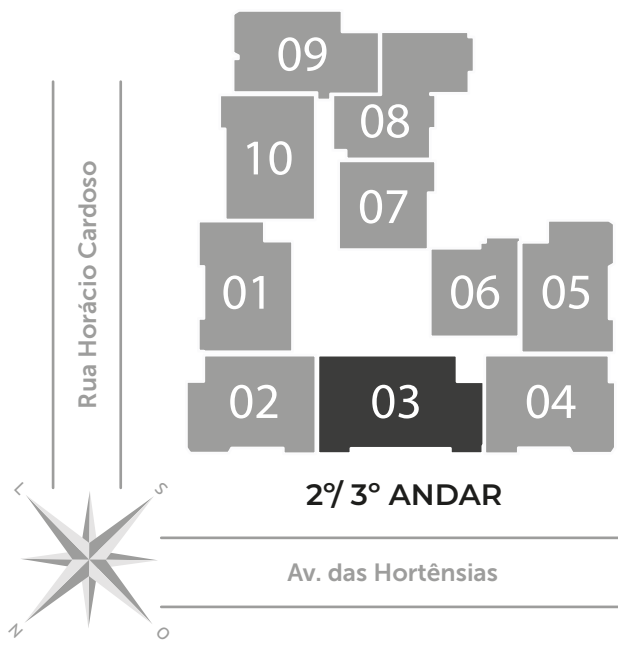 09
08
10
07
01
06
05
02
03
04
Rua Horácio Cardoso
2º/ 3º ANDAR
L
S
Av. das Hortênsias
N
O